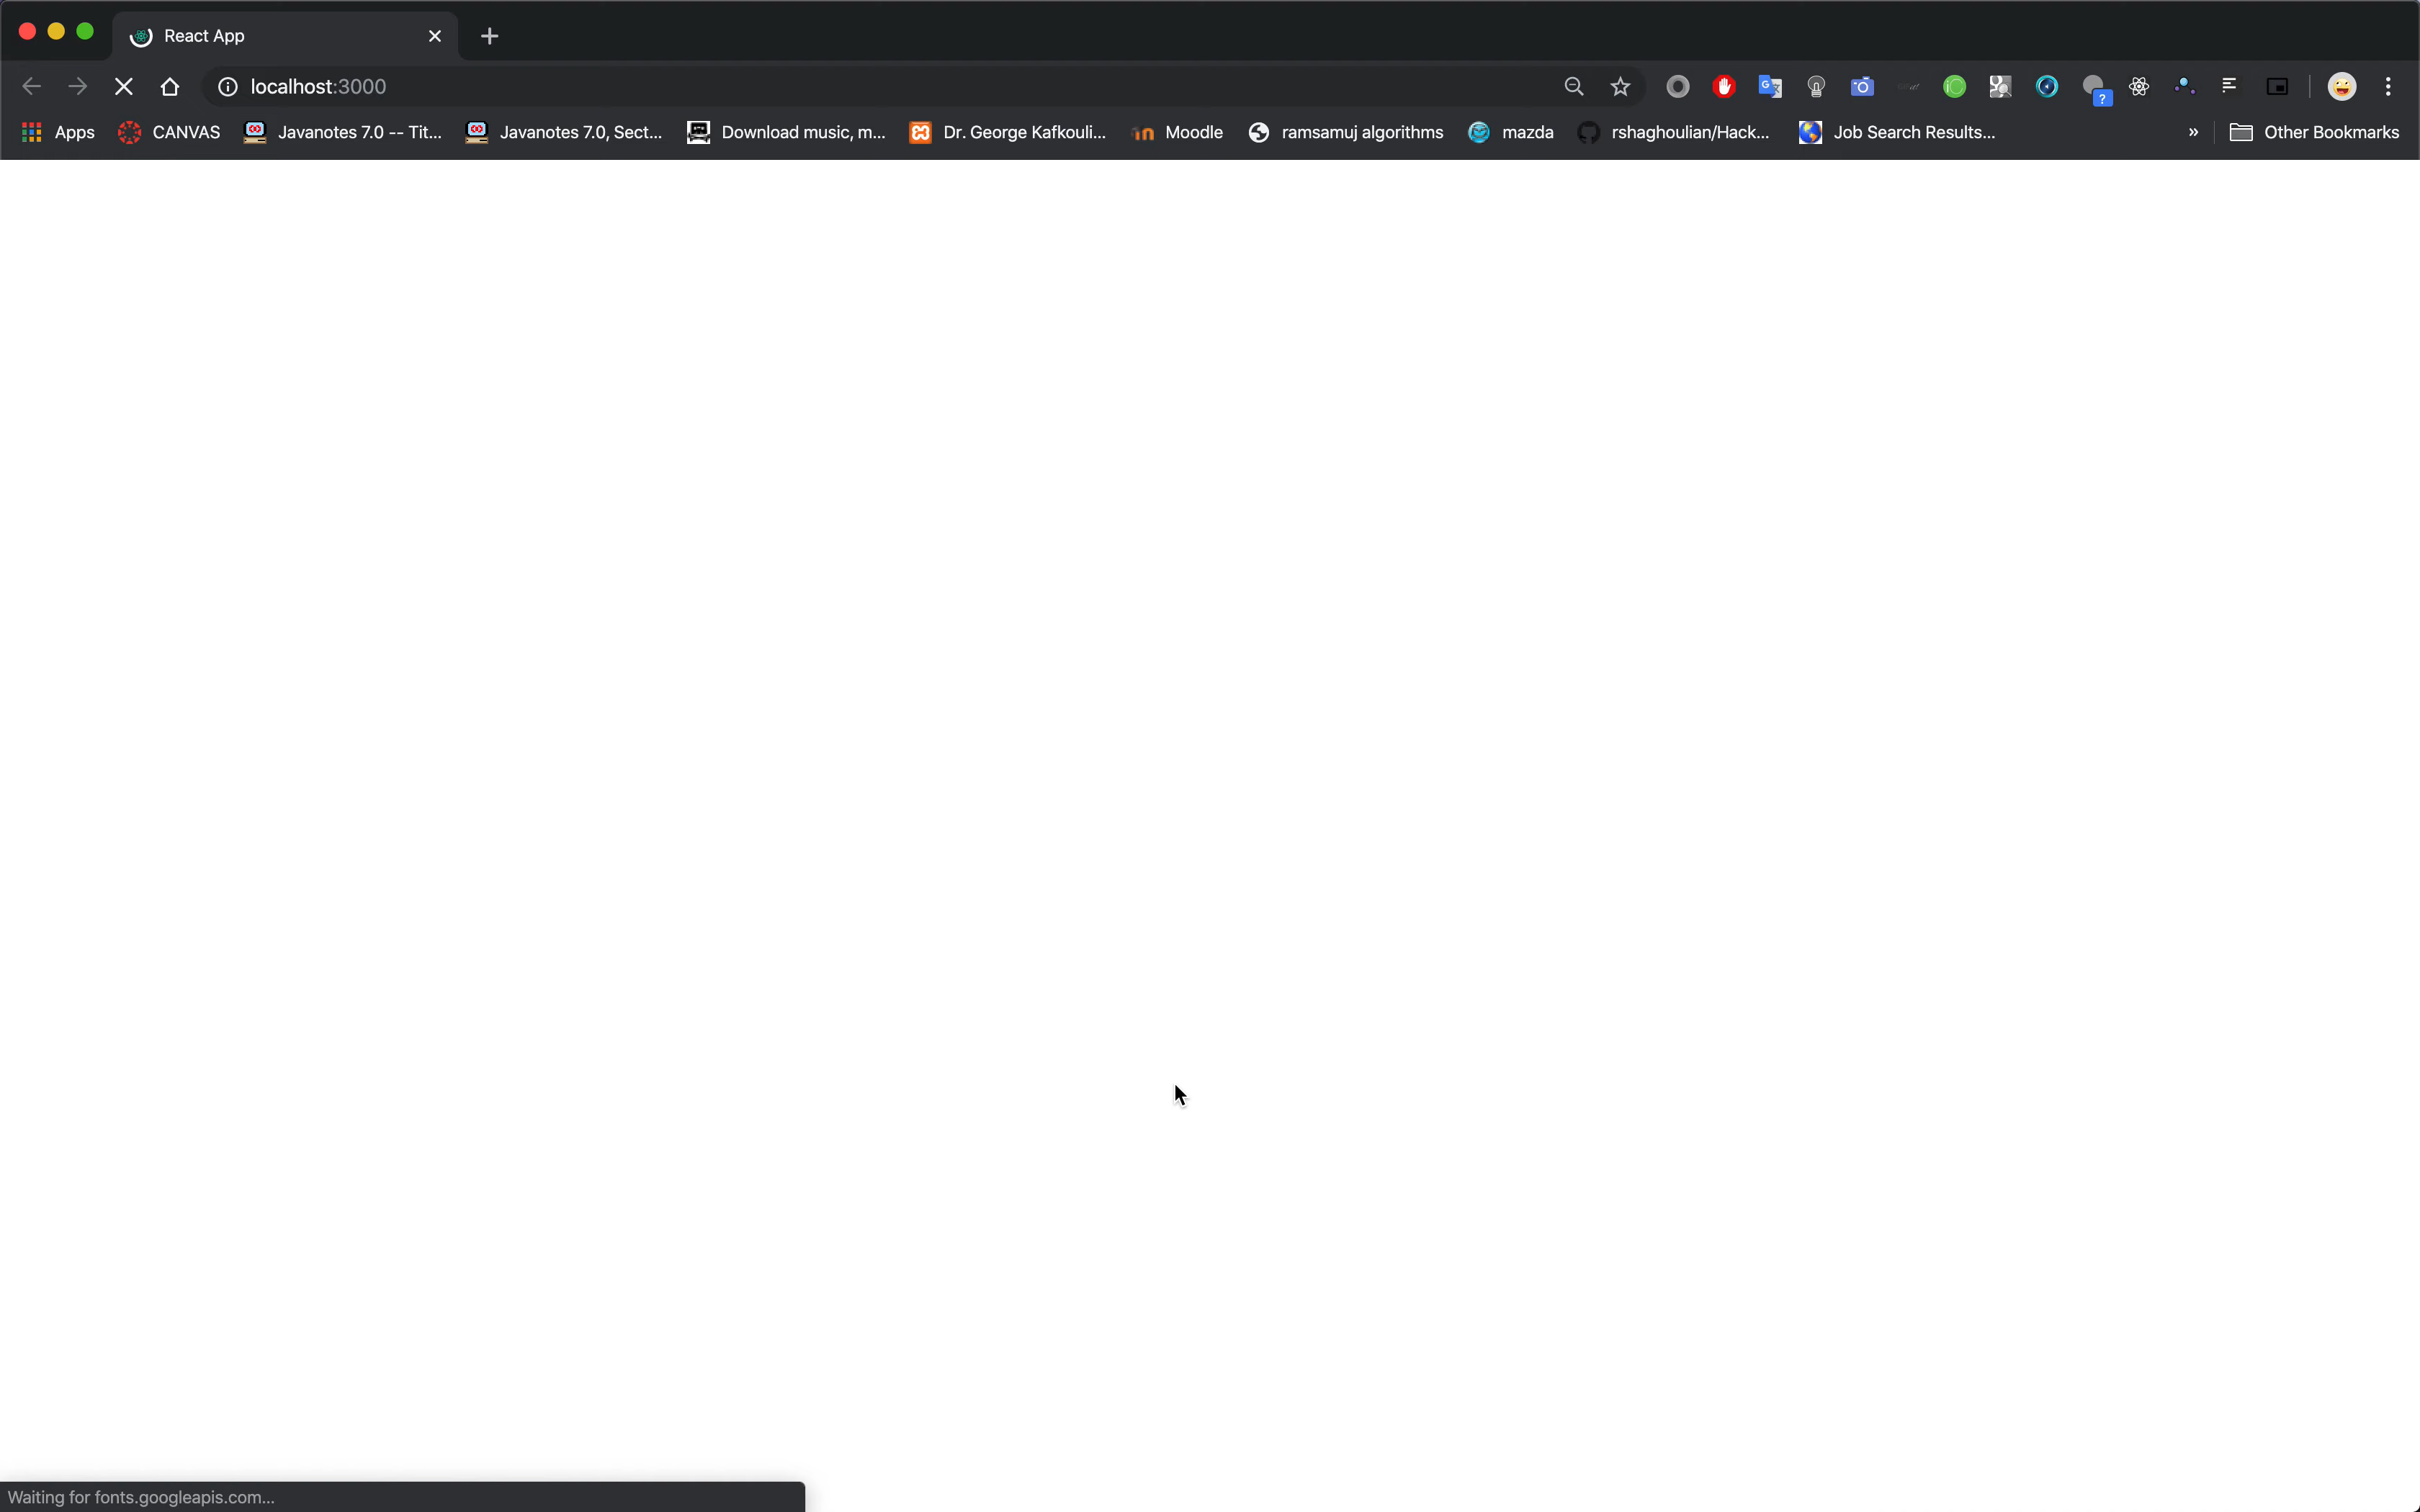 React App
localhost:3000
Apps CANVAS Javanotes 7.0 -- Tit... Javanotes 7.0, Sect... Download music, m... Dr. George Kafkouli... Moodle ramsamuj algorithms mazda rshaghoulian/Hack... Job Search Results... » Other Bookmarks
Waiting for fonts.googleapis.com...